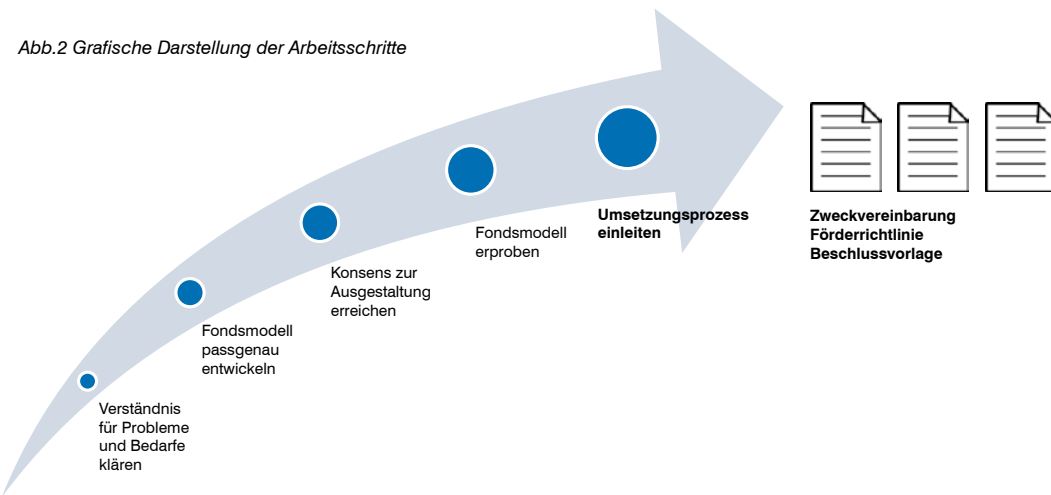 Abb.2 Grafische Darstellung der Arbeitsschritte
Verständnis
für Probleme
und Bedarfe
klären
Fondsmodell
passgenau
entwickeln
Konsens zur
Ausgestaltung
erreichen
Fondsmodell
erproben
Umsetzungsprozess
einleiten
Zweckvereinbarung
Förderrichtlinie
Beschlussvorlage